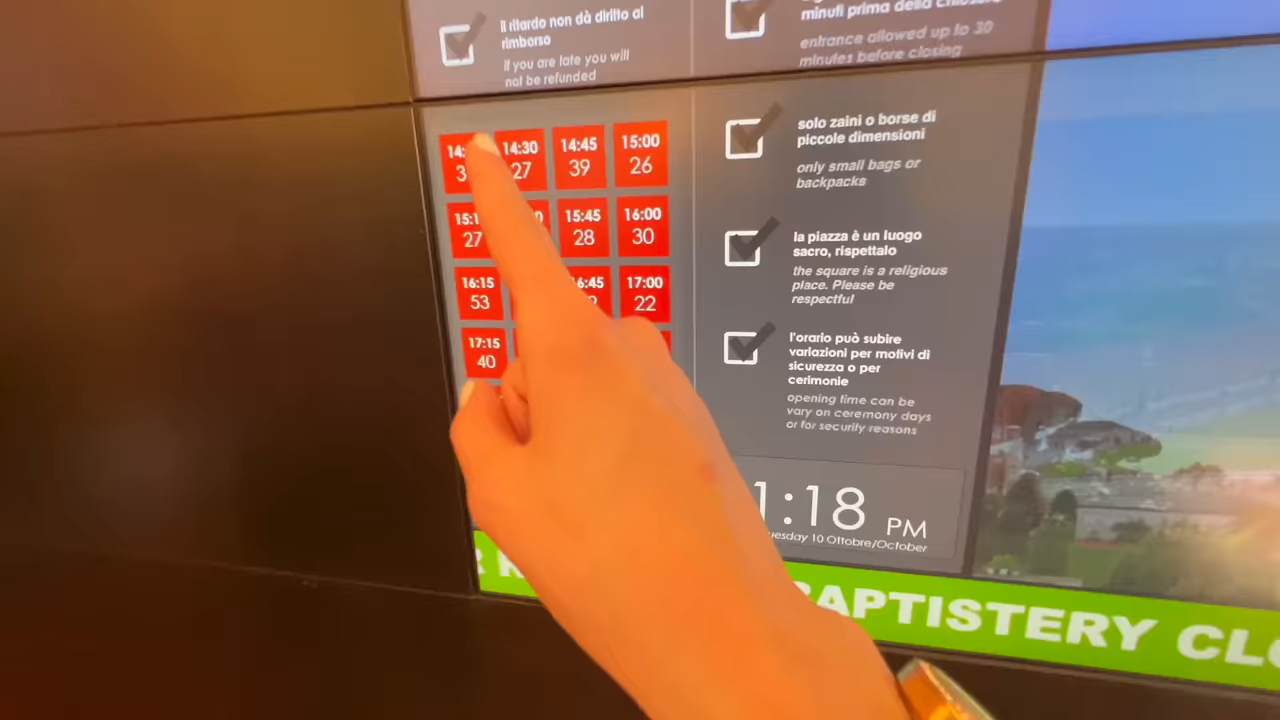 il ritardo non dà diritto al
rimborso
if you are late you will
not be refunded
minuti prima della
entrance allowed up to 30
minutes before closing
14:30 14:45 15:00
27 39 26
15:45 16:00
27 28 30
16:15 17:00
53 22
17:15
40
solo zaini o borse di
piccole dimensioni
only small bags or
backpacks
la piazza è un luogo
sacro, rispettalo
the square is a religious
place. Please be
respectful
l'orario può subire
variazioni per motivi di
sicurezza o per
cerimonie
opening time can be
vary on ceremony days
or for security reasons
1:18 PM
10 Ottobre/October
BAPTISTERY